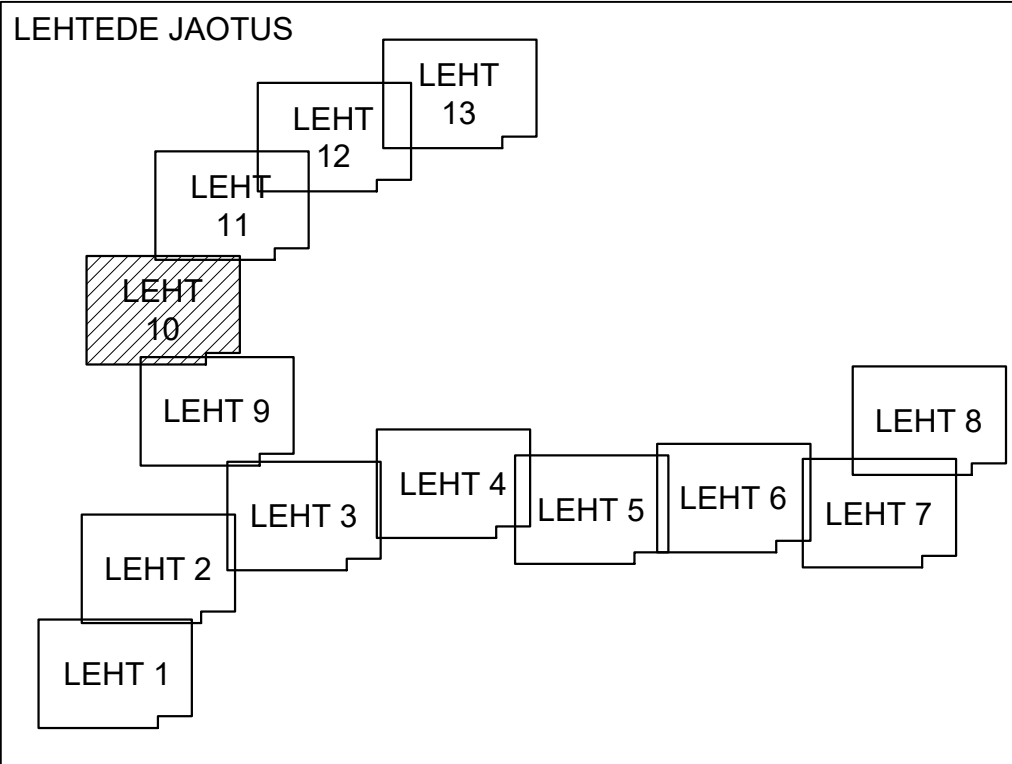 LEHTEDE JAOTUS
LEHT
13
LEHT
12
LEHT
11
LEHT
10
LEHT 9
LEHT 8
LEHT 4
LEHT 6
LEHT 5
LEHT 3
LEHT 7
LEHT 2
LEHT 1